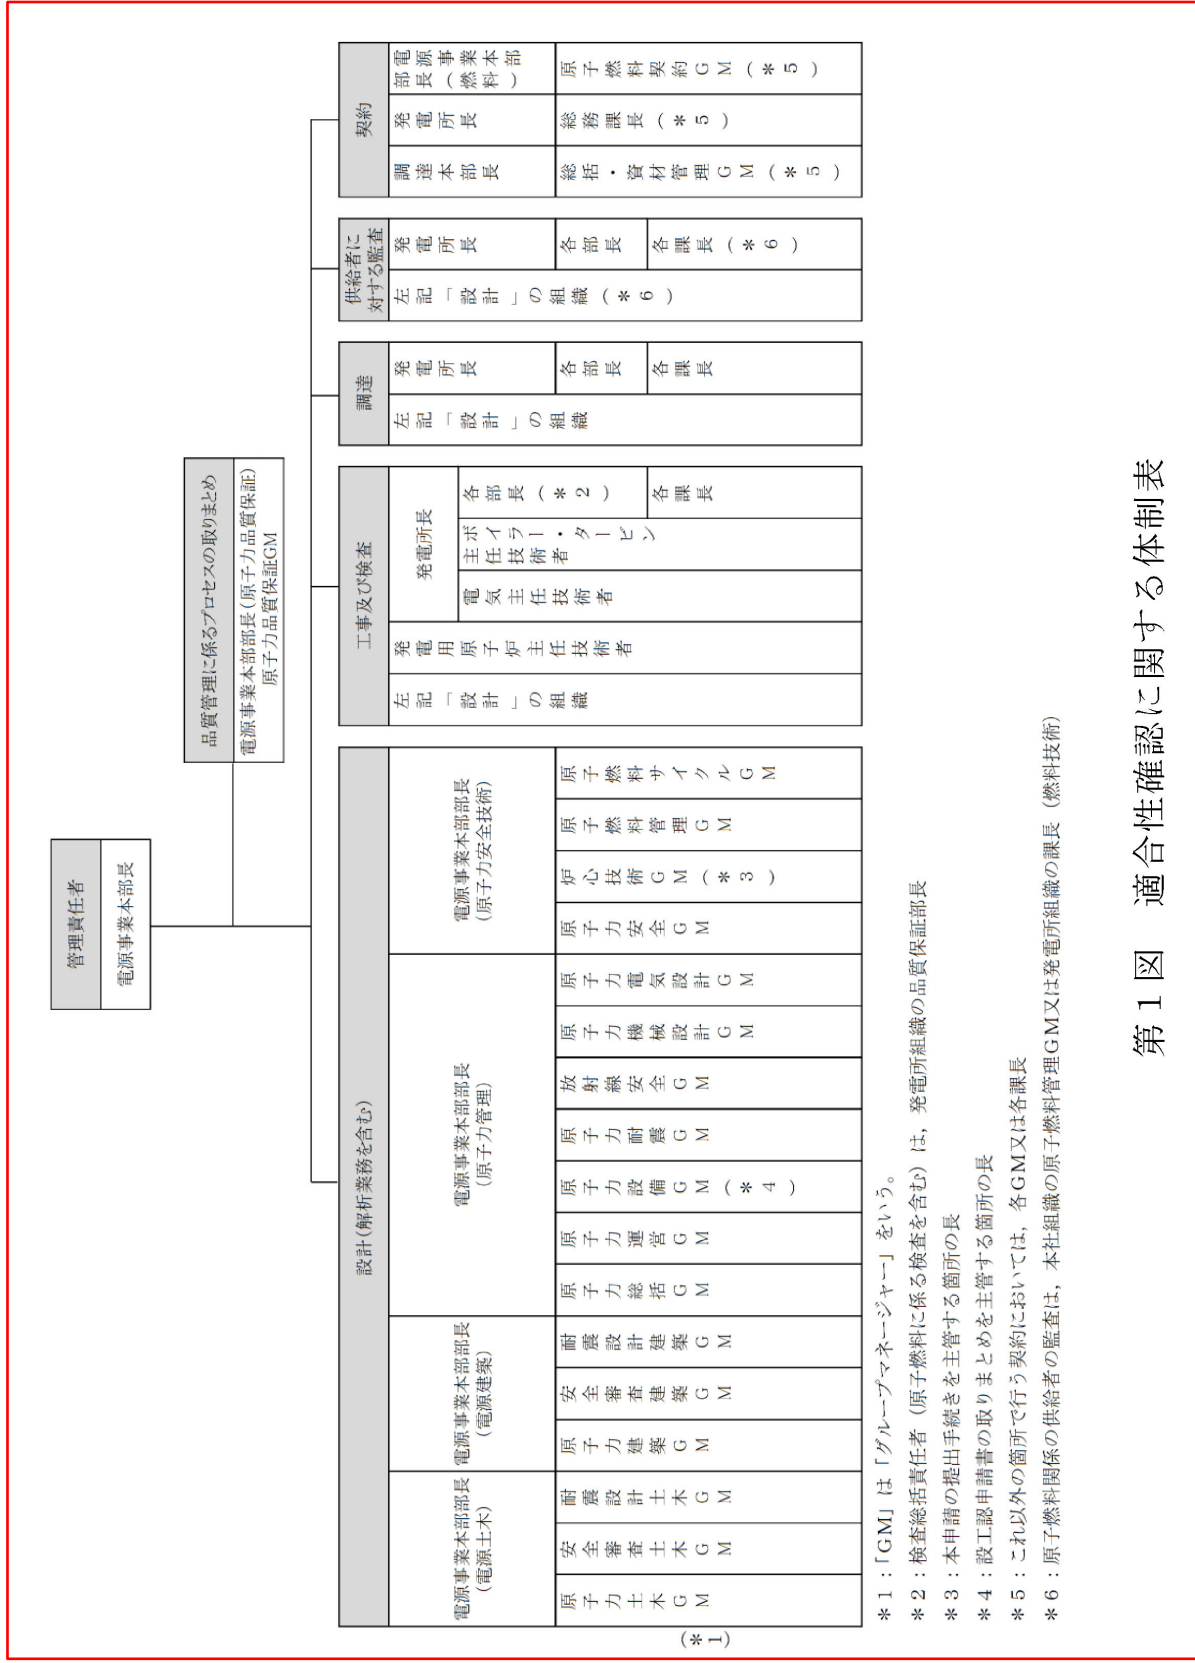 管理責任者
電源事業本部長
品質管理に係るプロセスの取りまとめ
電源事業本部部長(原子力品質保証)
原子力品質保証GM
設計(解析業務を含む)
電源事業本部部長
(電源土木)
原子力土木GM
安全審査土木GM
耐震設計土木GM
電源事業本部部長
(電源建築)
原子力建築GM
安全審査建築GM
耐震設計建築GM
電源事業本部部長
(原子力管理)
原子力総括GM
原子力運営GM
原子力設備GM(*4)
原子力耐震GM
放射線安全GM
原子力機械設計GM
原子力電気設計GM
電源事業本部部長
(原子力安全技術)
原子力安全GM
炉心技術GM(*3)
原子燃料管理GM
原子燃料サイクルGM
(*1)
工事及び検査
左記「設計」の組織
発電用原子炉主任技術者
発電所長
電気主任技術者
ボイラー・タービン
主任技術者
各部長(*2)
各課長
調達
左記「設計」の組織
発電所長
各部長
各課長
供給者に
対する監査
左記「設計」の組織(*6)
発電所長
各部長
各課長(*6)
契約
調達本部長
総括・資材管理GM(*5)
発電所長
総務課長(*5)
電源事業本部
部長(燃料)
原子燃料契約GM(*5)
*1:「GM」は「グループマネージャー」をいう。
*2:検査総括責任者(原子燃料に係る検査を含む)は,発電所組織の品質保証部長
*3:本申請の提出手続きを主管する箇所の長
*4:設工認申請書の取りまとめを主管する箇所の長
*5:これ以外の箇所で行う契約においては,各GM又は各課長
*6:原子燃料関係の供給者の監査は,本社組織の原子燃料管理GM又は発電所組織の課長(燃料技術)
第1図 適合性確認に関する体制表